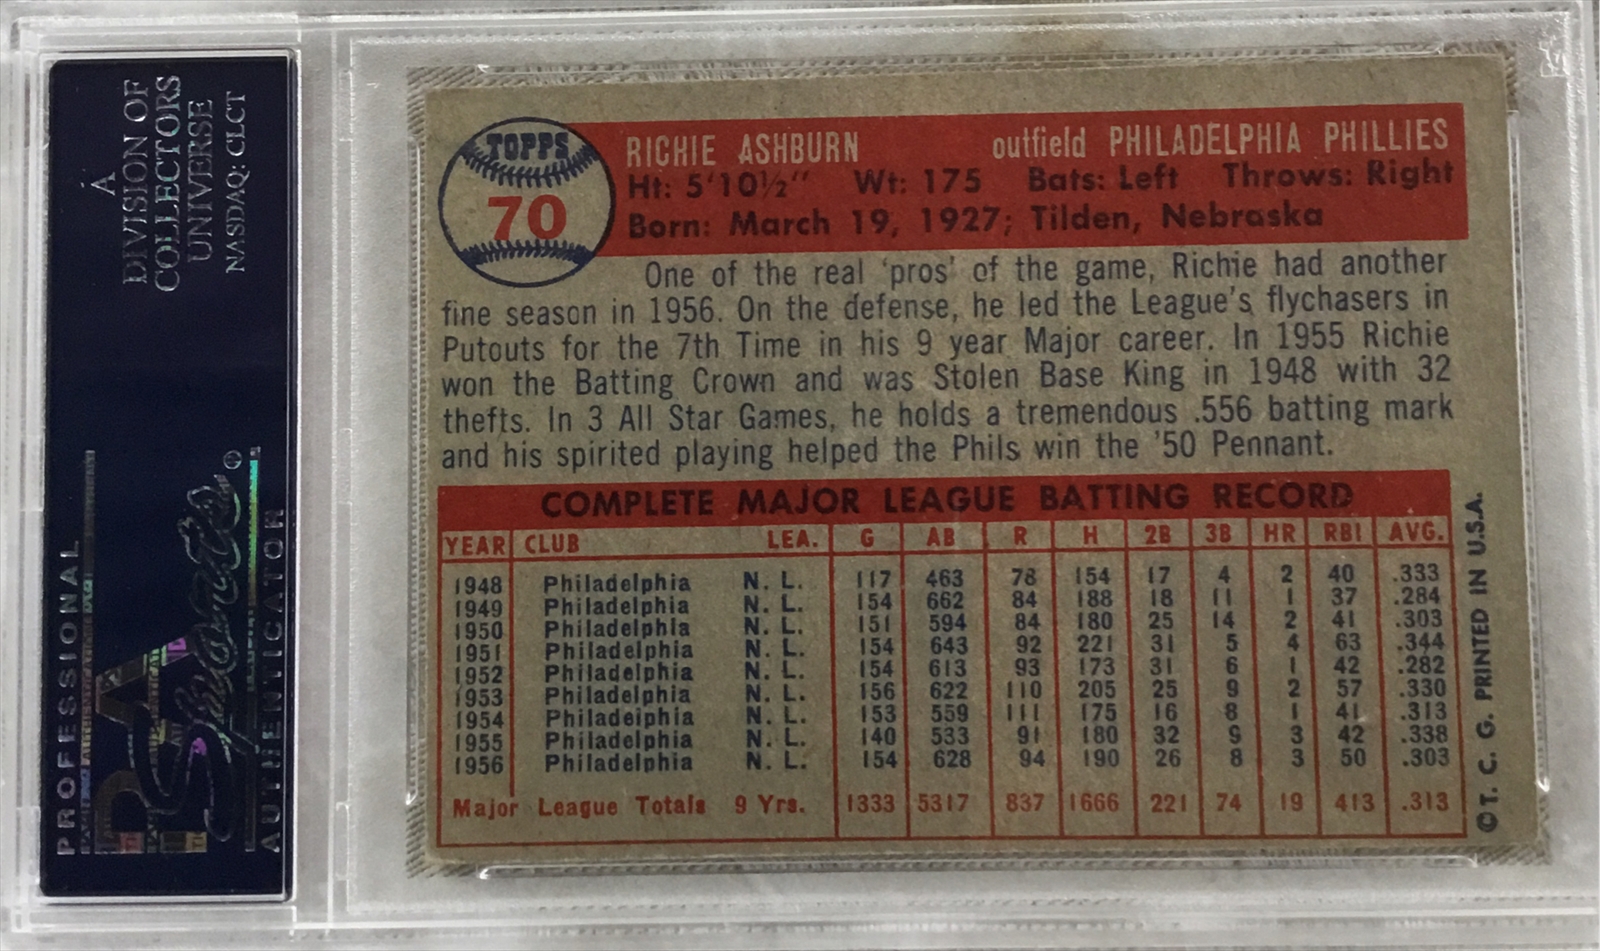 A
DIVISION OF
COLLECTORS
UNIVERSE
NASDAQ: CLCT
PROFESSIONAL
PSA
Sports
AUTHENTICATOR
TOPPS
70
RICHIE ASHBURN outfield PHILADELPHIA PHILLIES
Ht: 5'10½" Wt: 175 Bats: Left Throws: Right
Born: March 19, 1927; Tilden, Nebraska
One of the real 'pros' of the game, Richie had another
fine season in 1956. On the defense, he led the League's flychasers in
Putouts for the 7th Time in his 9 year Major career. In 1955 Richie
won the Batting Crown and was Stolen Base King in 1948 with 32
thefts. In 3 All Star Games, he holds a tremendous .556 batting mark
and his spirited playing helped the Phils win the '50 Pennant.
COMPLETE MAJOR LEAGUE BATTING RECORD
YEAR CLUB LEA. G AB R H 2B 3B HR RBI AVG.
1948 Philadelphia N. L. 117 463 78 154 17 4 2 40 .333
1949 Philadelphia N. L. 154 662 84 188 18 11 1 37 .284
1950 Philadelphia N. L. 151 594 84 180 25 14 2 41 .303
1951 Philadelphia N. L. 154 643 92 221 31 5 4 63 .344
1952 Philadelphia N. L. 154 613 93 173 31 6 1 42 .282
1953 Philadelphia N. L. 156 622 110 205 25 9 2 57 .330
1954 Philadelphia N. L. 153 559 111 175 16 8 1 41 .313
1955 Philadelphia N. L. 140 533 91 180 32 9 3 42 .338
1956 Philadelphia N. L. 154 628 94 190 26 8 3 50 .303
Major League Totals 9 Yrs. 1333 5317 837 1666 221 74 19 413 .313
© T. C. G. PRINTED IN U.S.A.